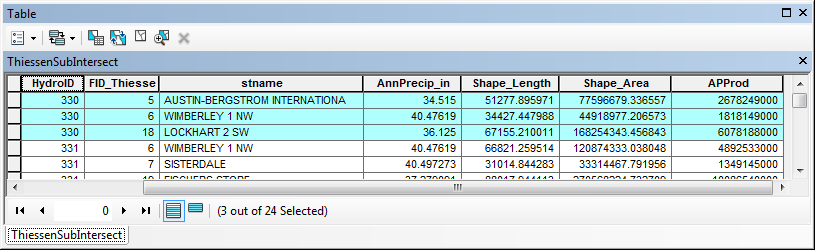 Table
ThiessenSubIntersect
HydroID FID_Thiesse stname AnnPrecip_in Shape_Length Shape_Area APProd
330 5 AUSTIN-BERGSTROM INTERNATIONA 34.515 51277.895971 77596679.336557 2678249000
330 6 WIMBERLEY 1 NW 40.47619 34427.447988 44918977.206573 1818149000
330 18 LOCKHART 2 SW 36.125 67155.210011 168254343.456843 6078188000
331 6 WIMBERLEY 1 NW 40.47619 66821.259514 120874333.038048 4892533000
331 7 SISTERDALE 40.497273 31014.844283 33314467.791956 1349145000
0 (3 out of 24 Selected)
ThiessenSubIntersect